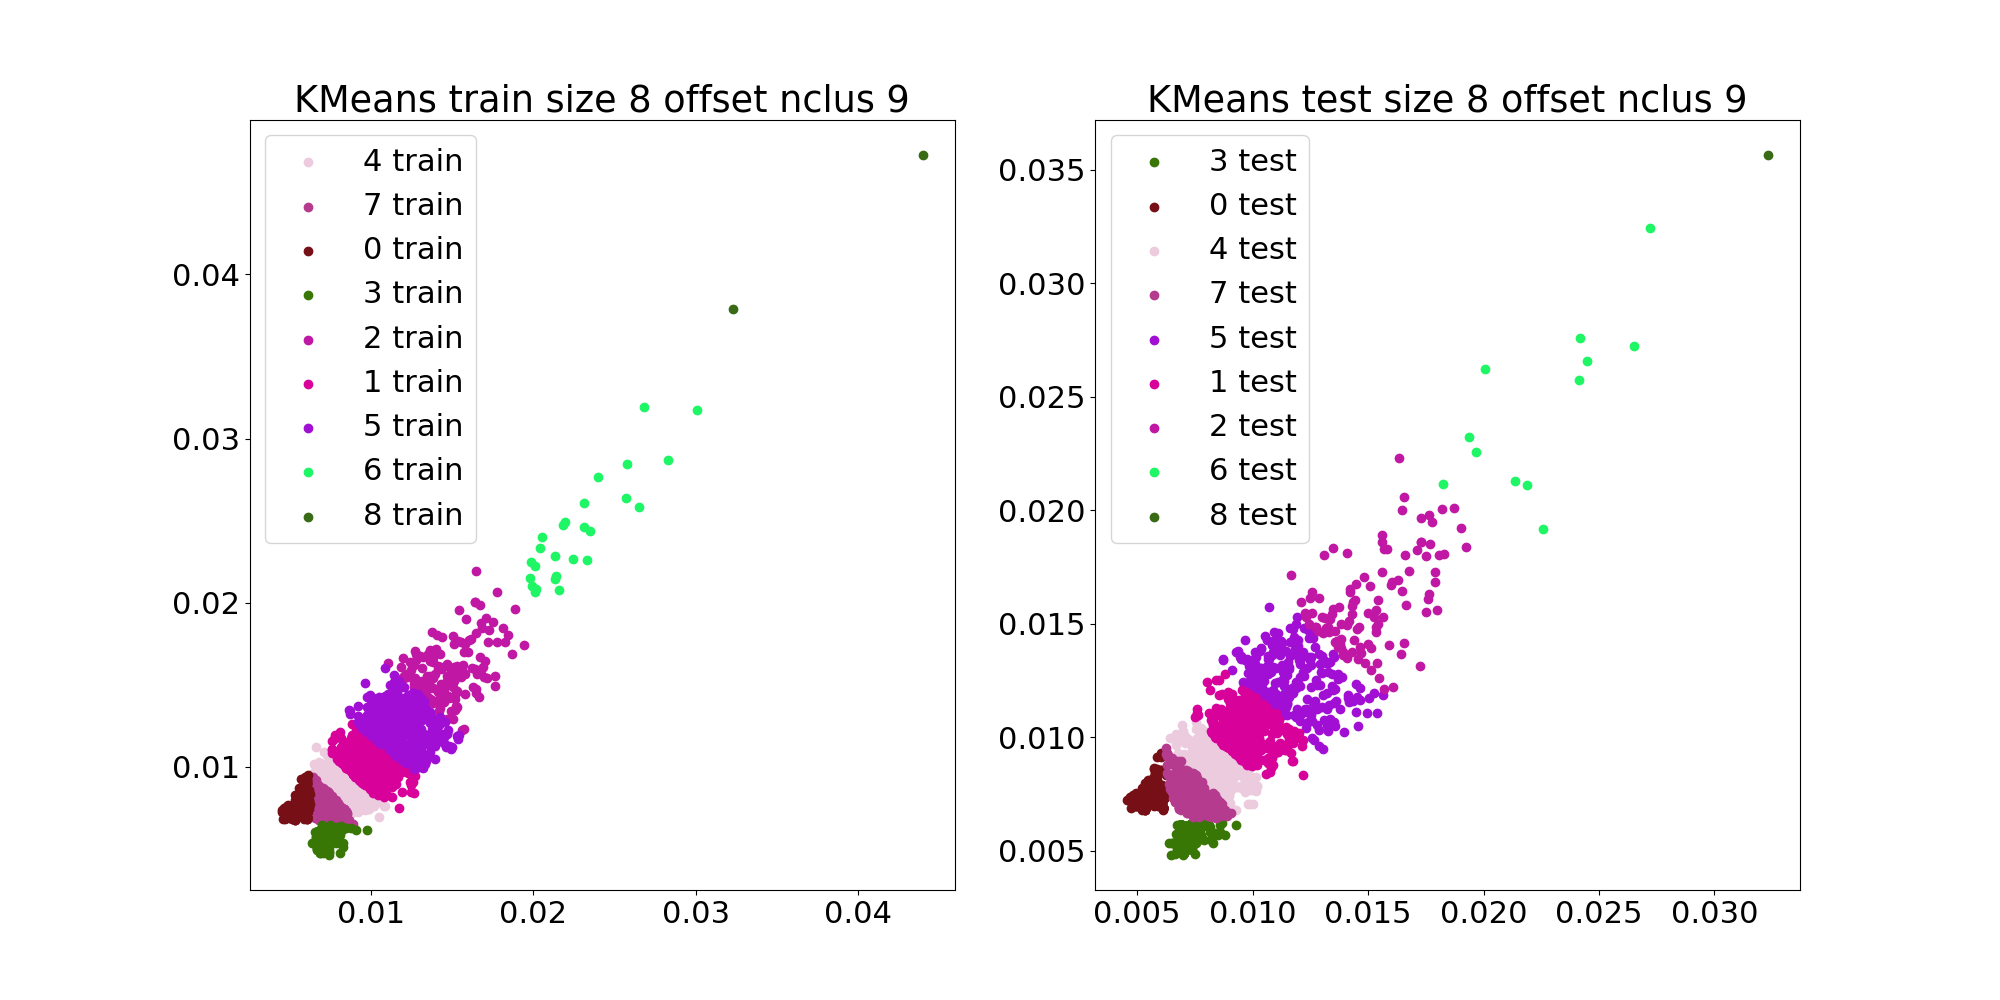 KMeans train size 8 offset nclus 9
4 train
7 train
0 train
3 train
2 train
1 train
5 train
6 train
8 train
0.04
0.03
0.02
0.01
0.01 0.02 0.03 0.04
KMeans test size 8 offset nclus 9
3 test
0 test
4 test
7 test
5 test
1 test
2 test
6 test
8 test
0.035
0.030
0.025
0.020
0.015
0.010
0.005
0.005 0.010 0.015 0.020 0.025 0.030